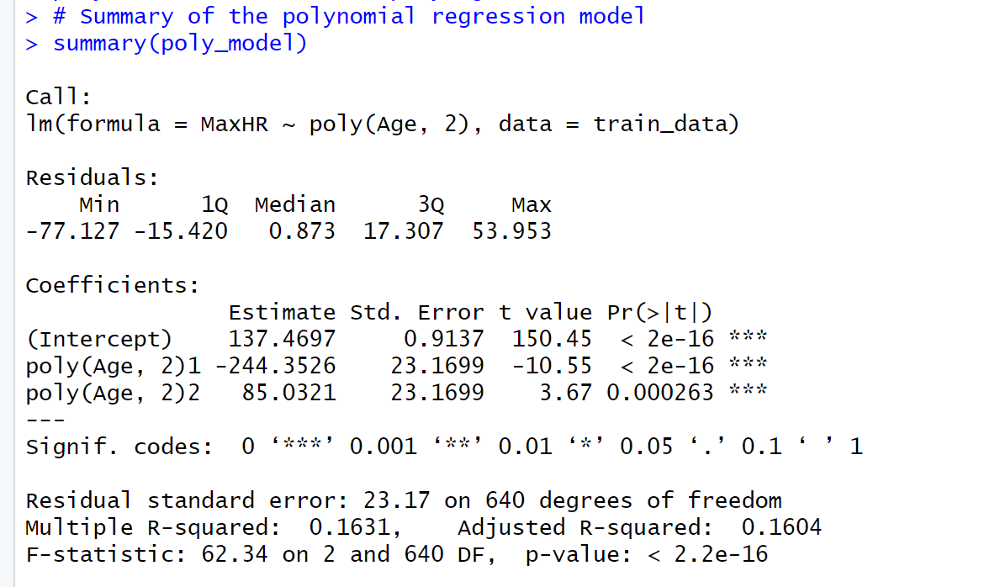 > # Summary of the polynomial regression model
> summary(poly_model)
Call:
lm(formula = MaxHR ~ poly(Age, 2), data = train_data)
Residuals:
    Min      1Q  Median      3Q     Max
-77.127 -15.420   0.873  17.307  53.953
Coefficients:
               Estimate Std. Error t value Pr(>|t|)
(Intercept)    137.4697     0.9137  150.45  < 2e-16 ***
poly(Age, 2)1 -244.3526    23.1699  -10.55  < 2e-16 ***
poly(Age, 2)2   85.0321    23.1699    3.67 0.000263 ***
---
Signif. codes:  0 ‘***’ 0.001 ‘**’ 0.01 ‘*’ 0.05 ‘.’ 0.1 ‘ ’ 1
Residual standard error: 23.17 on 640 degrees of freedom
Multiple R-squared:  0.1631,	Adjusted R-squared:  0.1604
F-statistic: 62.34 on 2 and 640 DF,  p-value: < 2.2e-16